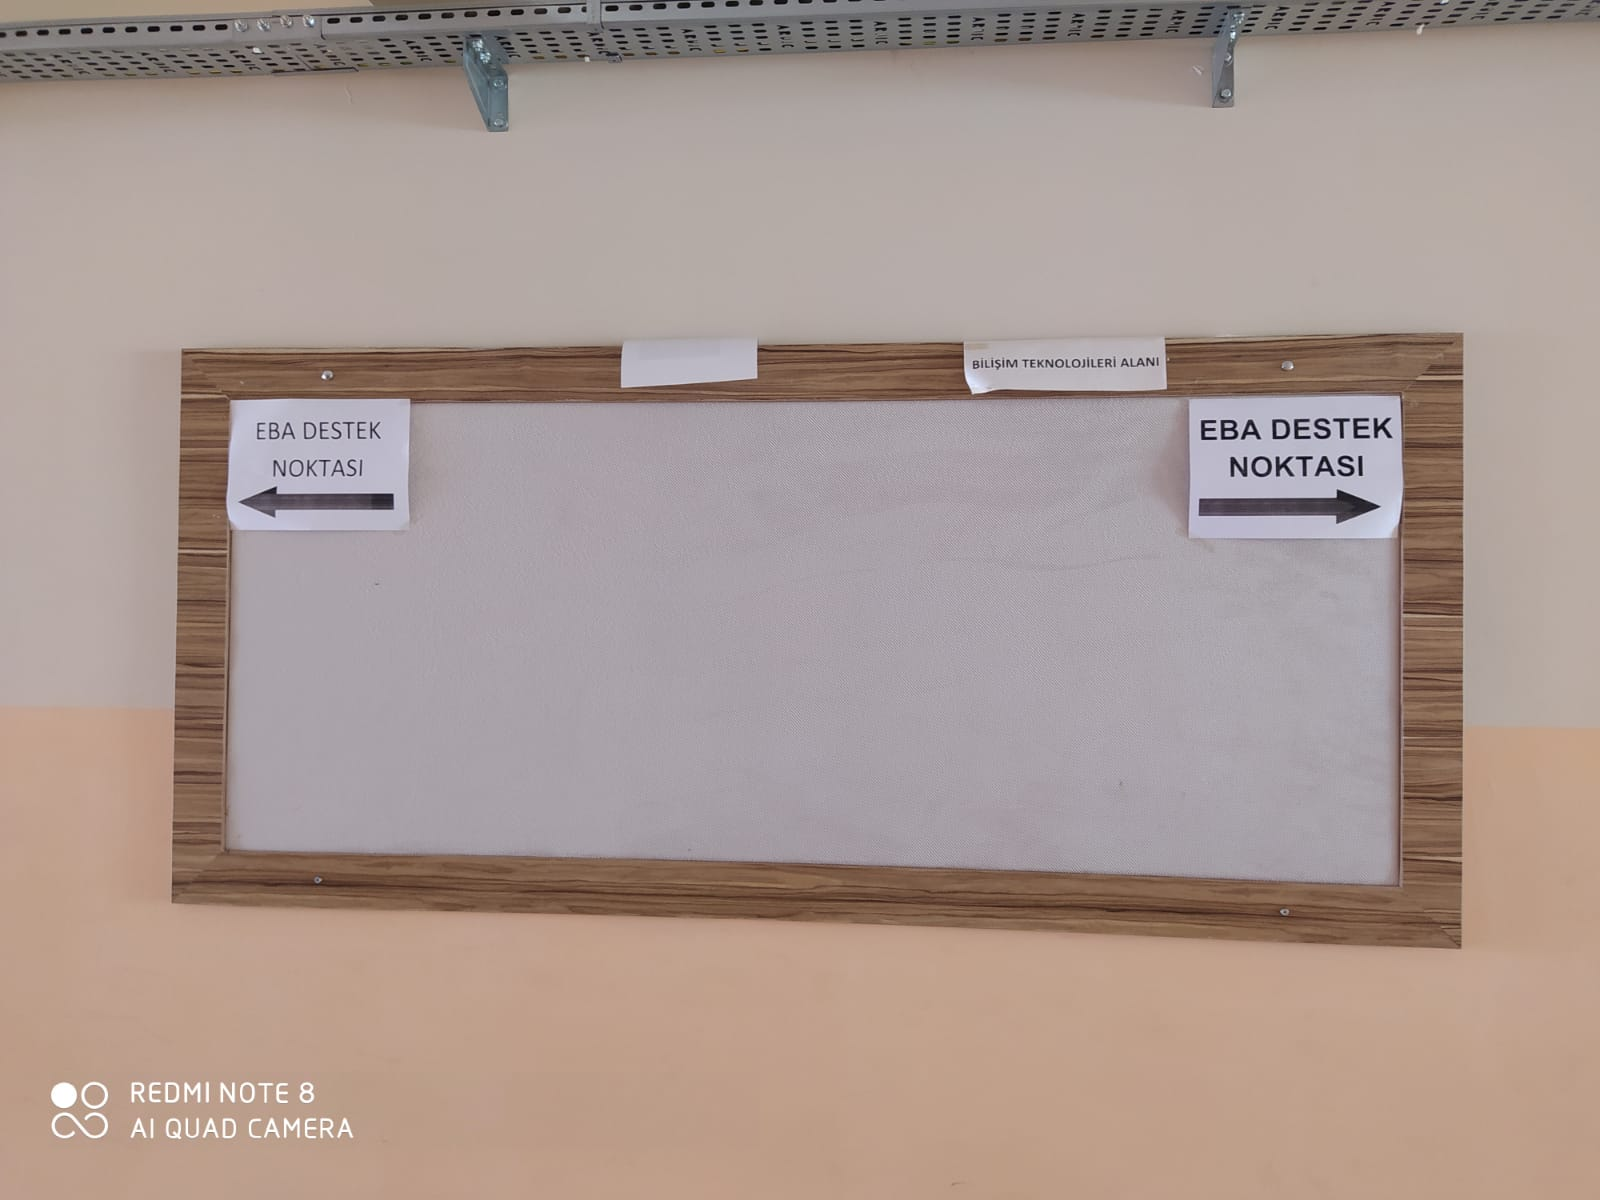 BİLİŞİM TEKNOLOJİLERİ ALANI
EBA DESTEK
NOKTASI
EBA DESTEK
NOKTASI
REDMI NOTE 8
AI QUAD CAMERA